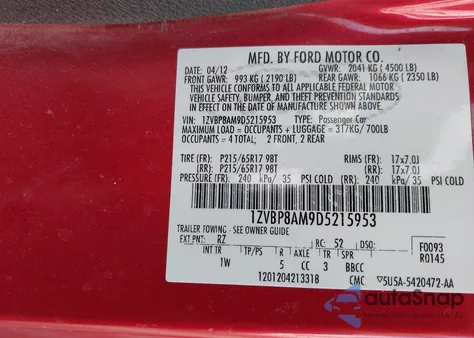 MFD. BY FORD MOTOR CO.
04/12 GVWR: 2041 KG ( 4500 LB)
FRONT GAWR: 993 KG ( 2190 LB) REAR GAWR: 1066 KG ( 2350 LB)
THIS VEHICLE CONFORMS TO ALL APPLICABLE FEDERAL MOTOR
VEHICLE SAFETY, BUMPER, AND THEFT PREVENTION STANDARDS
IN EFFECT ON THE DATE OF MANUFACTURE SHOWN ABOVE.
VIN: 1ZVBP8AM9D5215953 TYPE: Passenger Car
MAXIMUM LOAD = OCCUPANTS + LUGGAGE = 317KG/700LB
OCCUPANTS = 4 TOTAL: 2 FRONT, 2 REAR
TIRE (FR): P215/65R17 98T RIMS (FR): 17x7.0J
TIRE (RR): P215/65R17 98T RIMS (RR): 17x7.0J
PRESSURE (FR): 240 kPa/ 35 PSI COLD (RR): 240 kPa/ 35 PSI COLD
1ZVBP8AM9D5215953
TRAILER TOWING - SEE OWNER GUIDE
EXT PNT: RZ RC: 52 DSO: F0093
R0145
INT TR TP/PS R AXLE TR SPR
1W 5 CC 3 BBCC
1201204213318 CMC 5U5A-5420472-AA
autoSnap